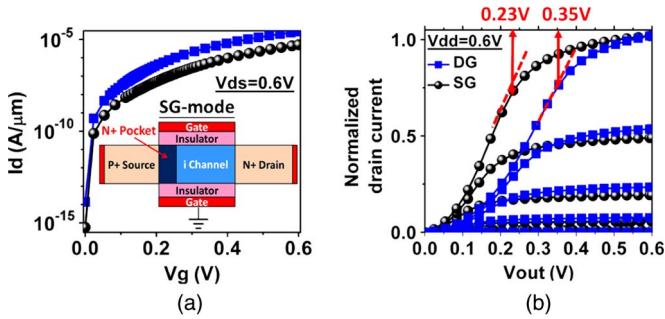 Id (A/μm)
10⁻⁵
10⁻¹⁰
10⁻¹⁵
Vds=0.6V
SG-mode
N+ Pocket
Gate
Insulator
P+ Source
i Channel
N+ Drain
Insulator
Gate
0.0 0.2 0.4 0.6
Vg (V)
(a)
0.23V 0.35V
Normalized
drain current
1.0
0.5
0.0
Vdd=0.6V
DG
SG
0.0 0.1 0.2 0.3 0.4 0.5 0.6
Vout (V)
(b)